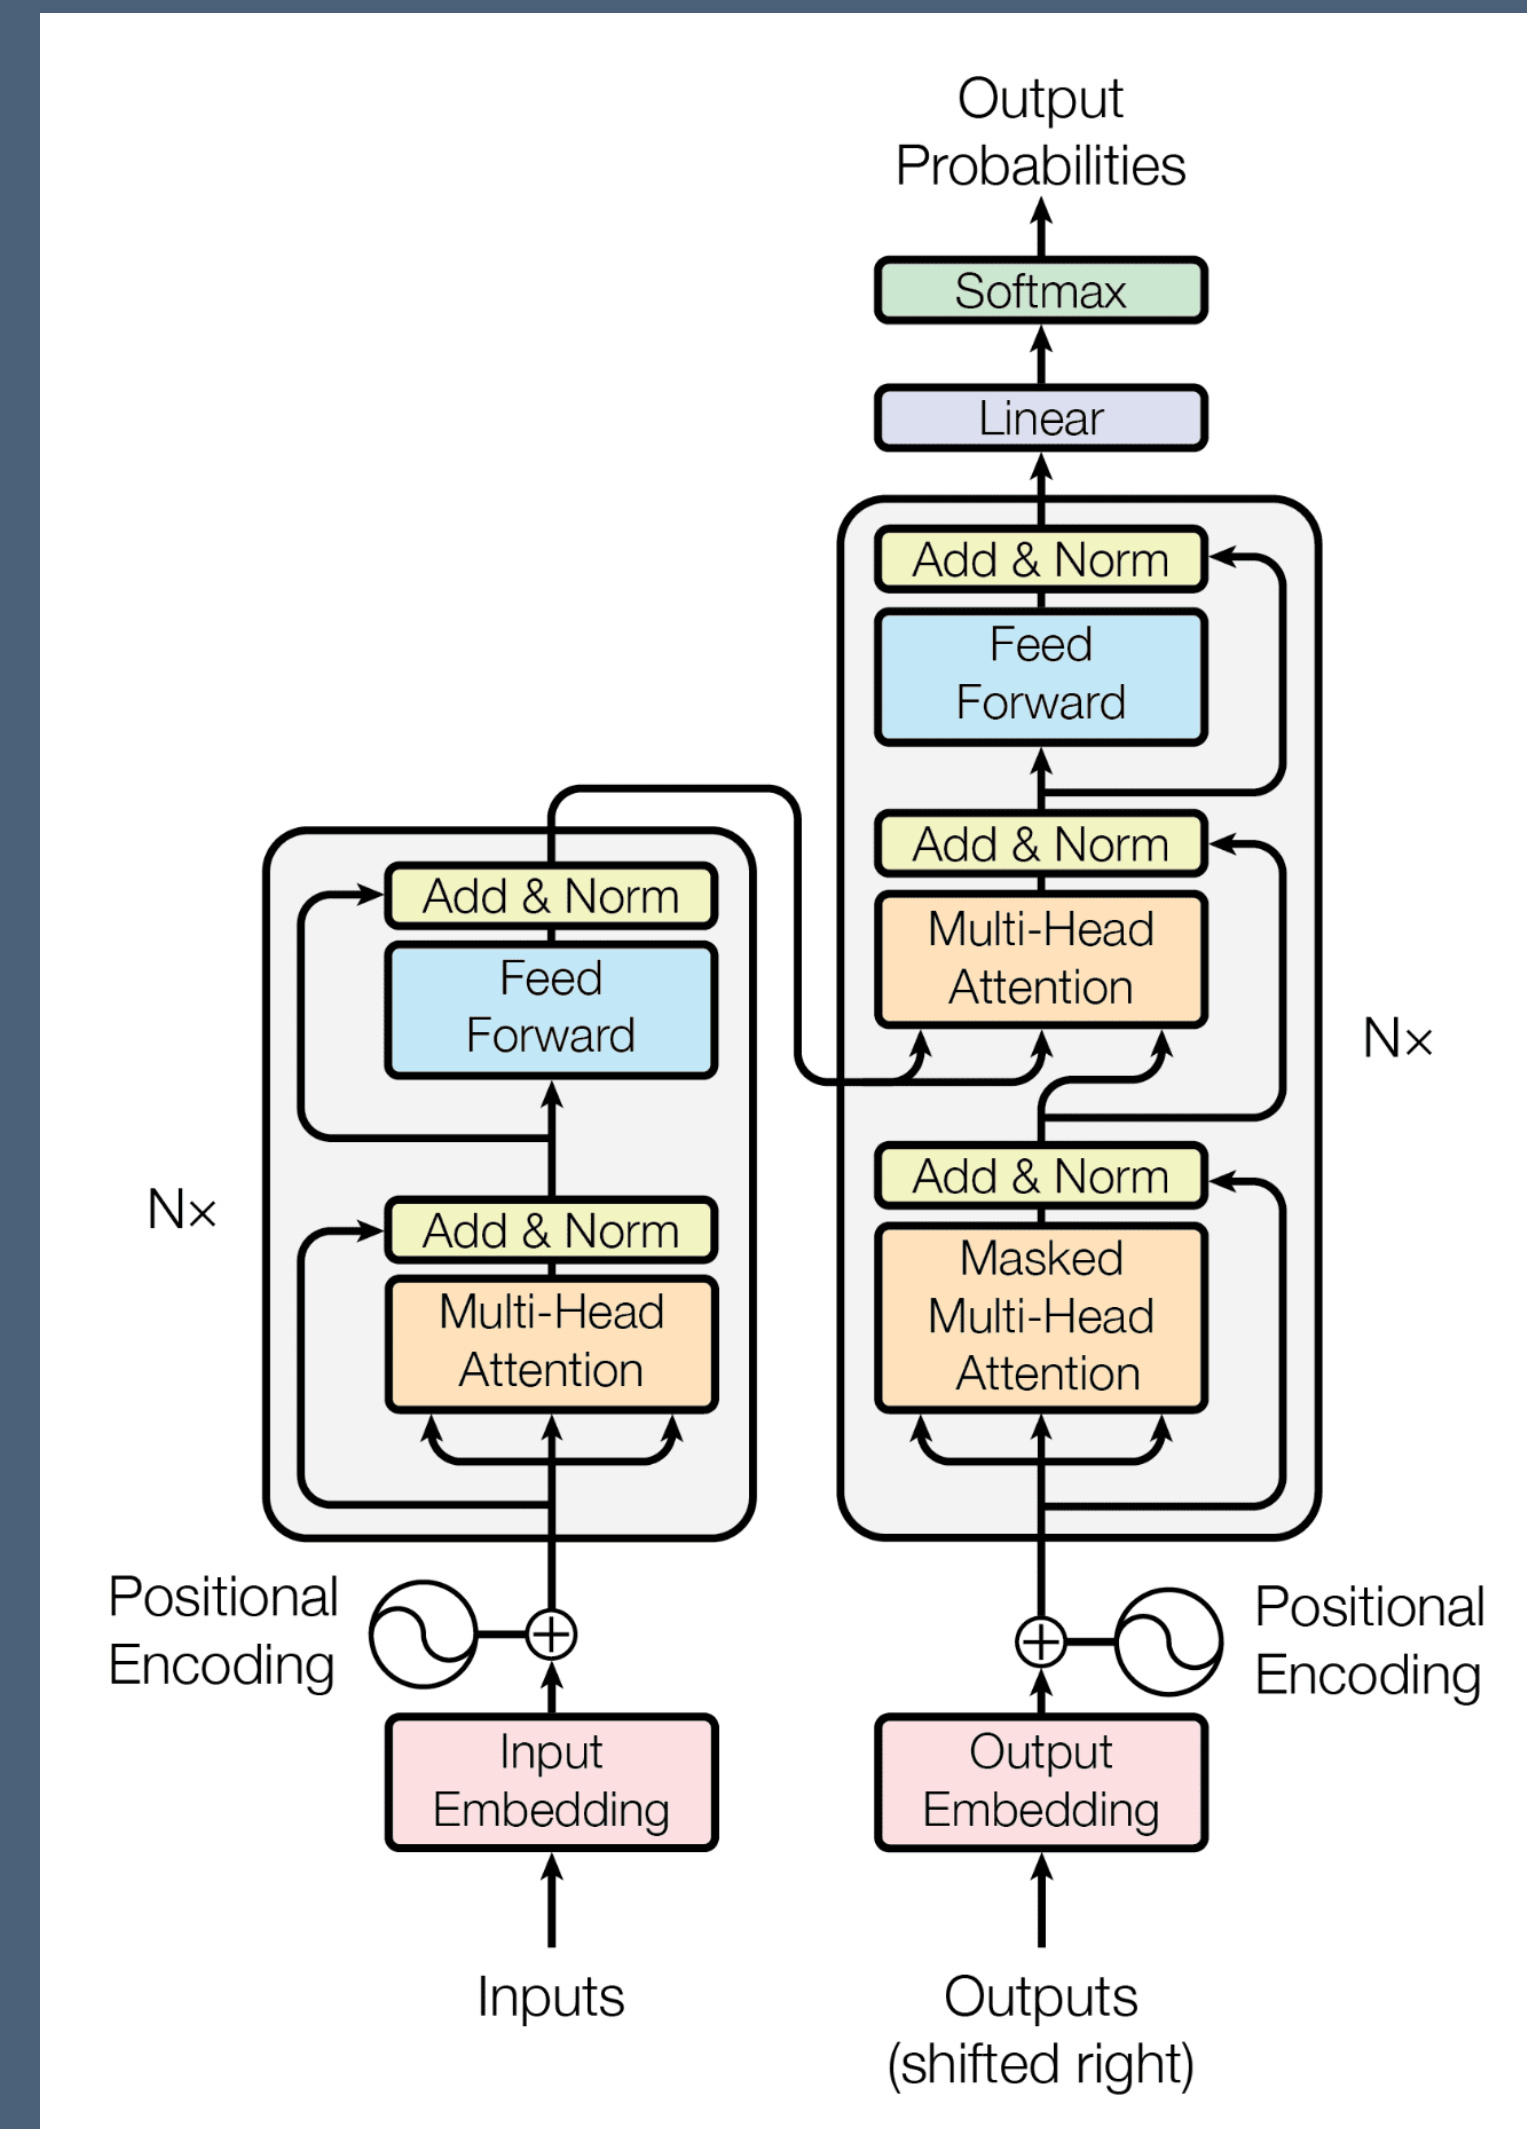 Output
Probabilities
Softmax
Linear
Add & Norm
Feed
Forward
Add & Norm
Multi-Head
Attention
Nx
Add & Norm
Masked
Multi-Head
Attention
Add & Norm
Feed
Forward
Nx
Add & Norm
Multi-Head
Attention
Positional
Encoding
Positional
Encoding
Input
Embedding
Output
Embedding
Inputs
Outputs
(shifted right)